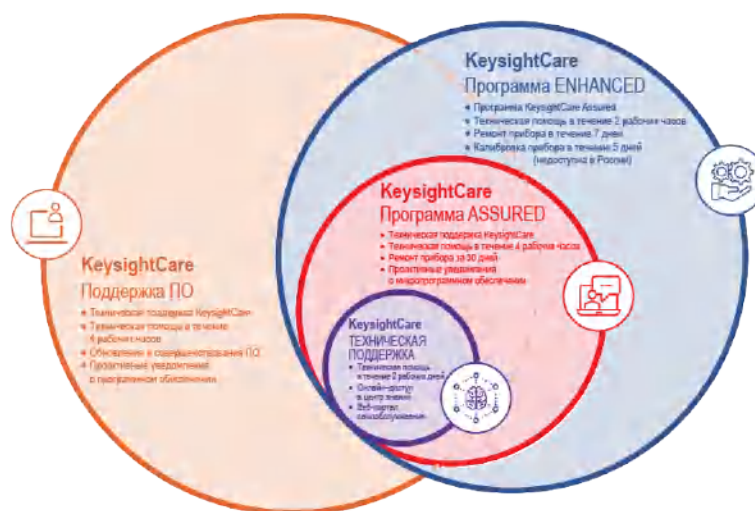 KeysightCare
Программа ENHANCED
Программа KeysightCare Assured
Техническая помощь в течение 2 рабочих часов
Ремонт прибора в течение 7 дней
Калибровка прибора в течение 5 дней
(недоступна в России)
KeysightCare
Программа ASSURED
Техническая поддержка KeysightCare
Техническая помощь в течение 4 рабочих часов
Ремонт прибора за 30 дней
Проактивные уведомления
о микропрограммном обеспечении
KeysightCare
Поддержка ПО
Техническая поддержка KeysightCare
Техническая помощь в течение
4 рабочих часов
Обновления и совершенствования ПО
Проактивные уведомления
о программном обеспечении
KeysightCare
ТЕХНИЧЕСКАЯ
ПОДДЕРЖКА
Техническая помощь
в течение 2 рабочих дней
Онлайн-доступ
в центр знаний
Веб-портал
самообслуживания